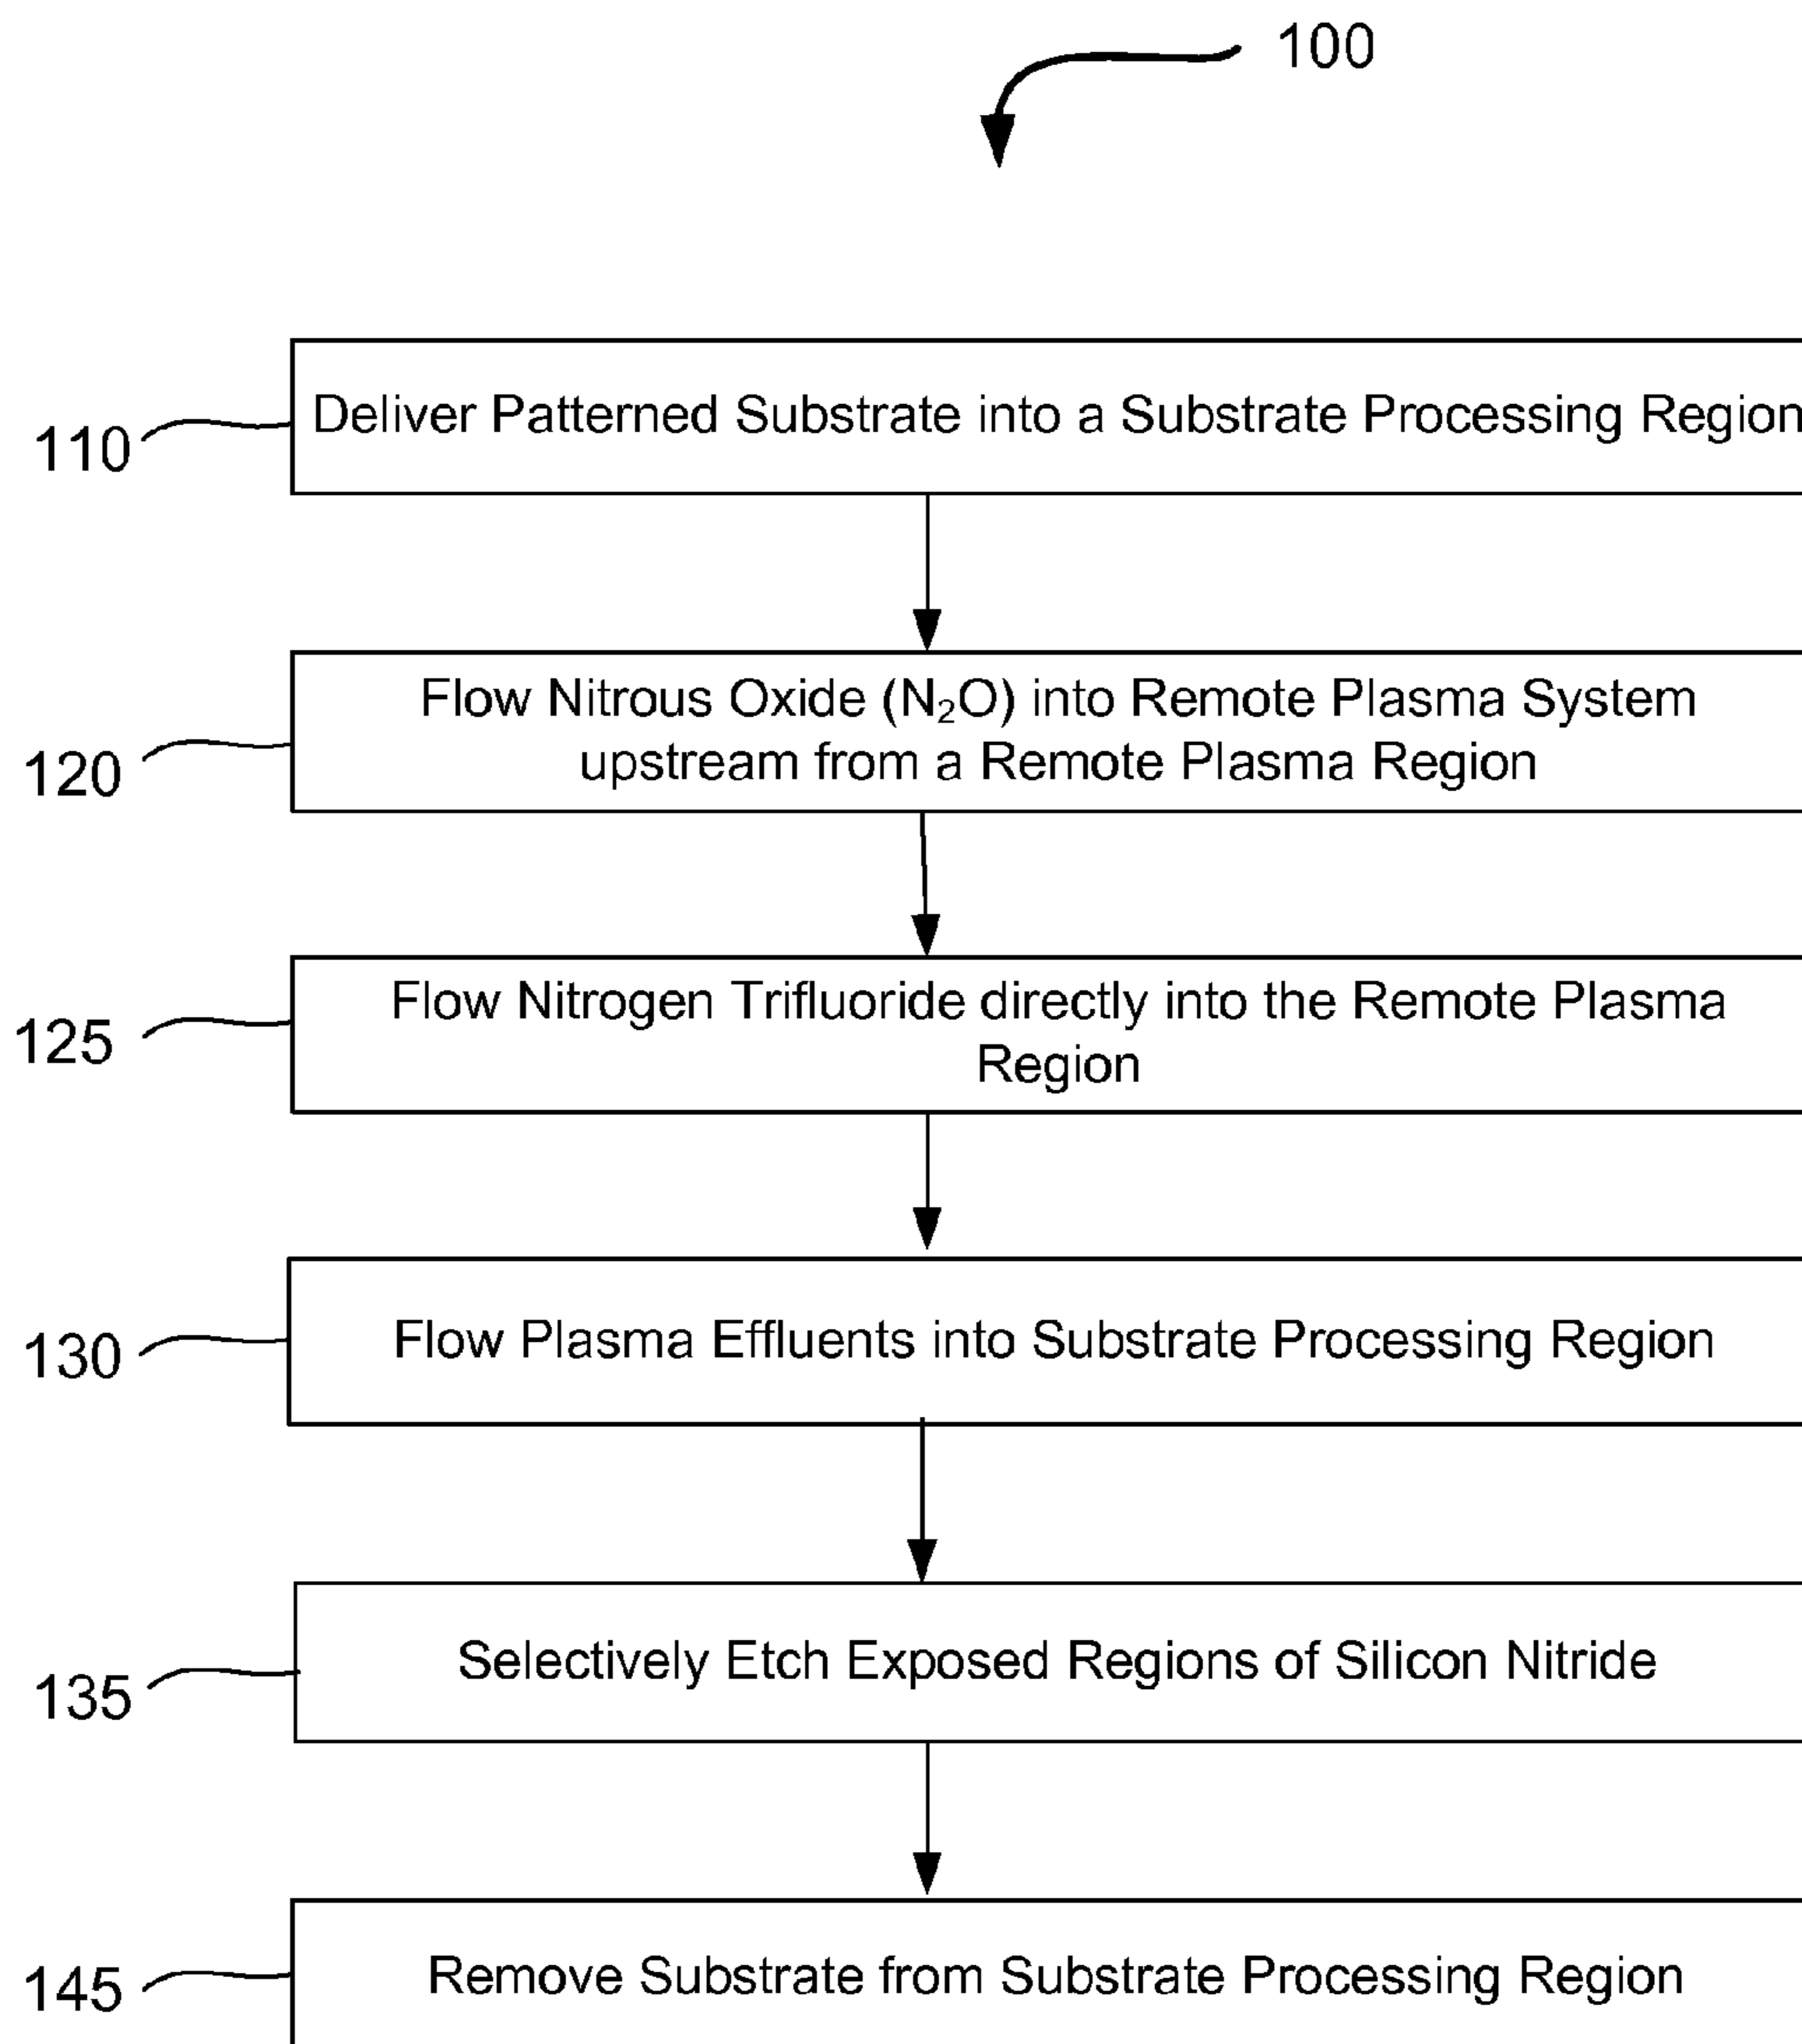 100
110
Deliver Patterned Substrate into a Substrate Processing Region
120
Flow Nitrous Oxide (N₂O) into Remote Plasma System
upstream from a Remote Plasma Region
125
Flow Nitrogen Trifluoride directly into the Remote Plasma
Region
130
Flow Plasma Effluents into Substrate Processing Region
135
Selectively Etch Exposed Regions of Silicon Nitride
145
Remove Substrate from Substrate Processing Region